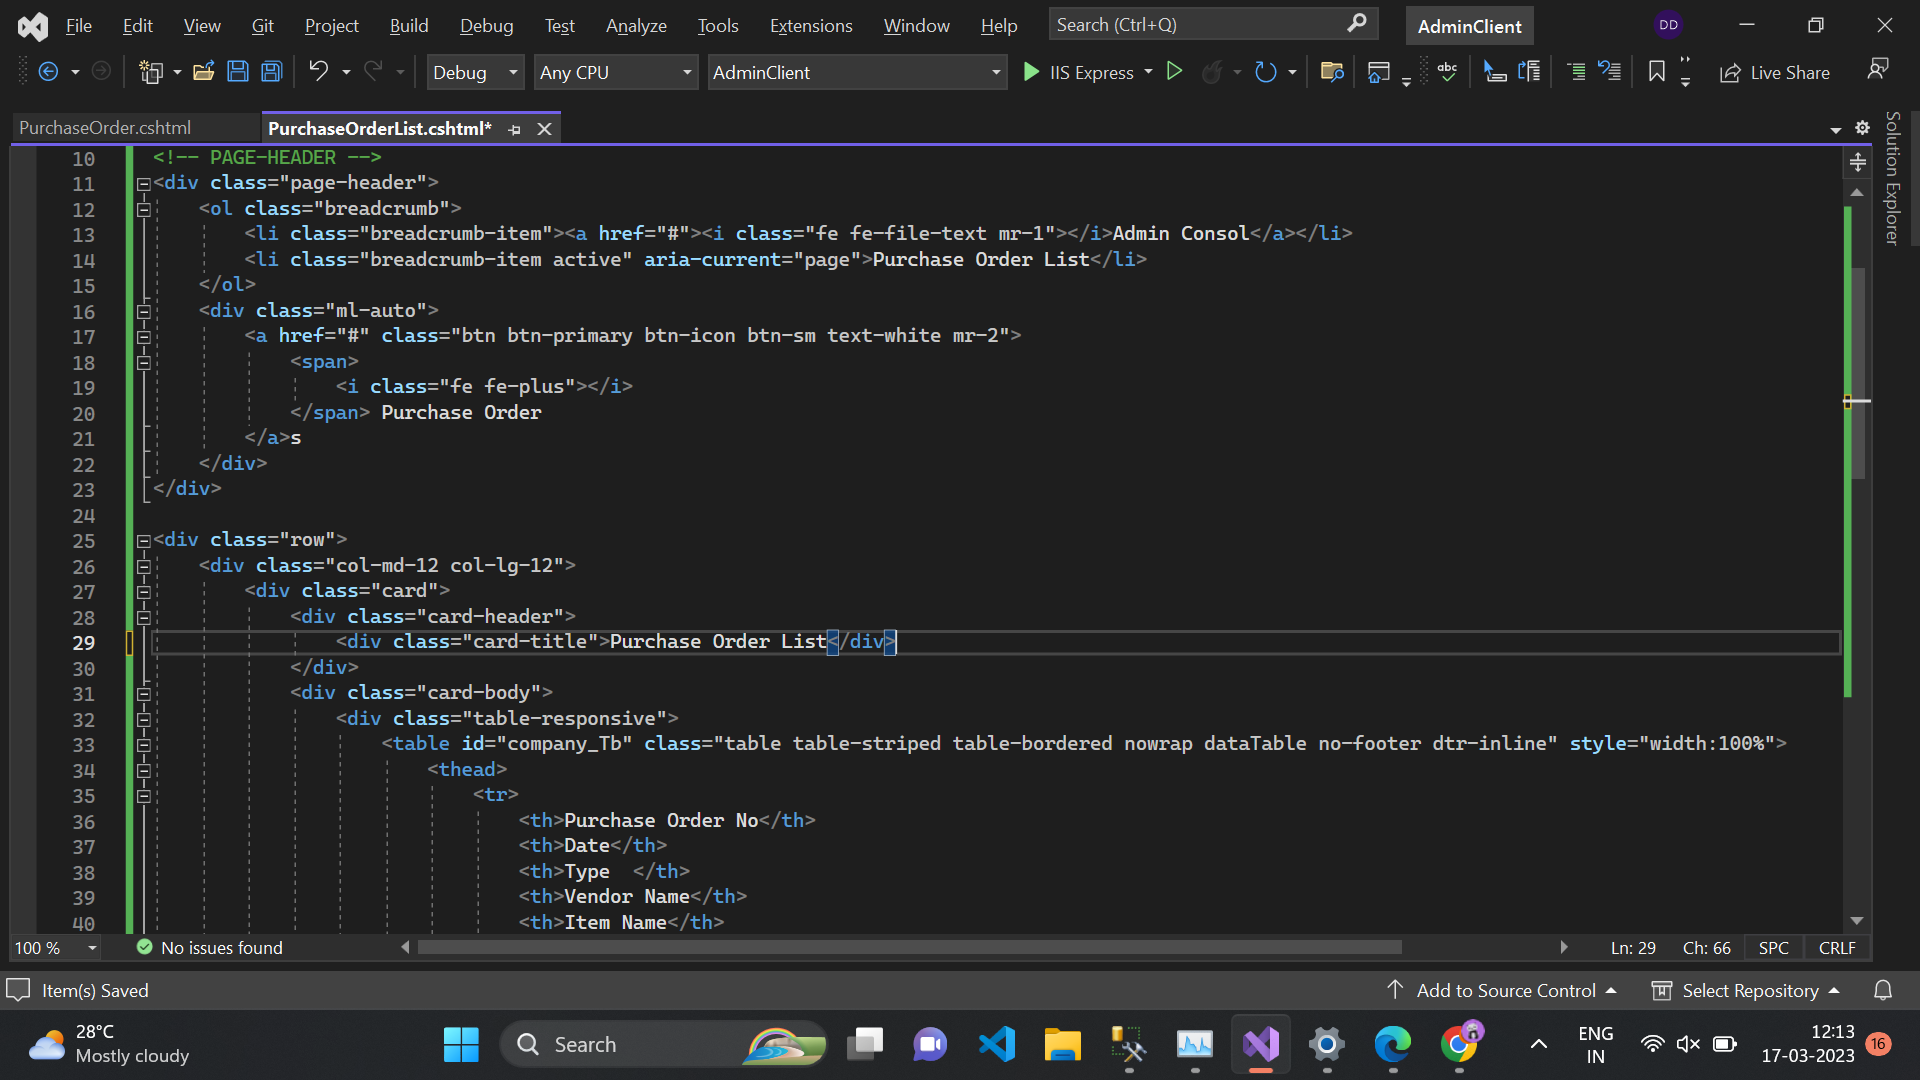 File Edit View Git Project Build Debug Test Analyze Tools Extensions Window Help Search (Ctrl+Q) AdminClient DD
Debug Any CPU AdminClient IIS Express abc Live Share
PurchaseOrder.cshtml PurchaseOrderList.cshtml*
Solution Explorer
10 <!-- PAGE-HEADER -->
11 <div class="page-header">
12 <ol class="breadcrumb">
13 <li class="breadcrumb-item"><a href="#"><i class="fe fe-file-text mr-1"></i>Admin Consol</a></li>
14 <li class="breadcrumb-item active" aria-current="page">Purchase Order List</li>
15 </ol>
16 <div class="ml-auto">
17 <a href="#" class="btn btn-primary btn-icon btn-sm text-white mr-2">
18 <span>
19 <i class="fe fe-plus"></i>
20 </span> Purchase Order
21 </a>s
22 </div>
23 </div>
24
25 <div class="row">
26 <div class="col-md-12 col-lg-12">
27 <div class="card">
28 <div class="card-header">
29 <div class="card-title">Purchase Order List</div>
30 </div>
31 <div class="card-body">
32 <div class="table-responsive">
33 <table id="company_Tb" class="table table-striped table-bordered nowrap dataTable no-footer dtr-inline" style="width:100%">
34 <thead>
35 <tr>
36 <th>Purchase Order No</th>
37 <th>Date</th>
38 <th>Type  </th>
39 <th>Vendor Name</th>
40 <th>Item Name</th>
100 % No issues found Ln: 29 Ch: 66 SPC CRLF
Item(s) Saved Add to Source Control Select Repository
28°C
Mostly cloudy
Search
ENG
IN
12:13
17-03-2023
16